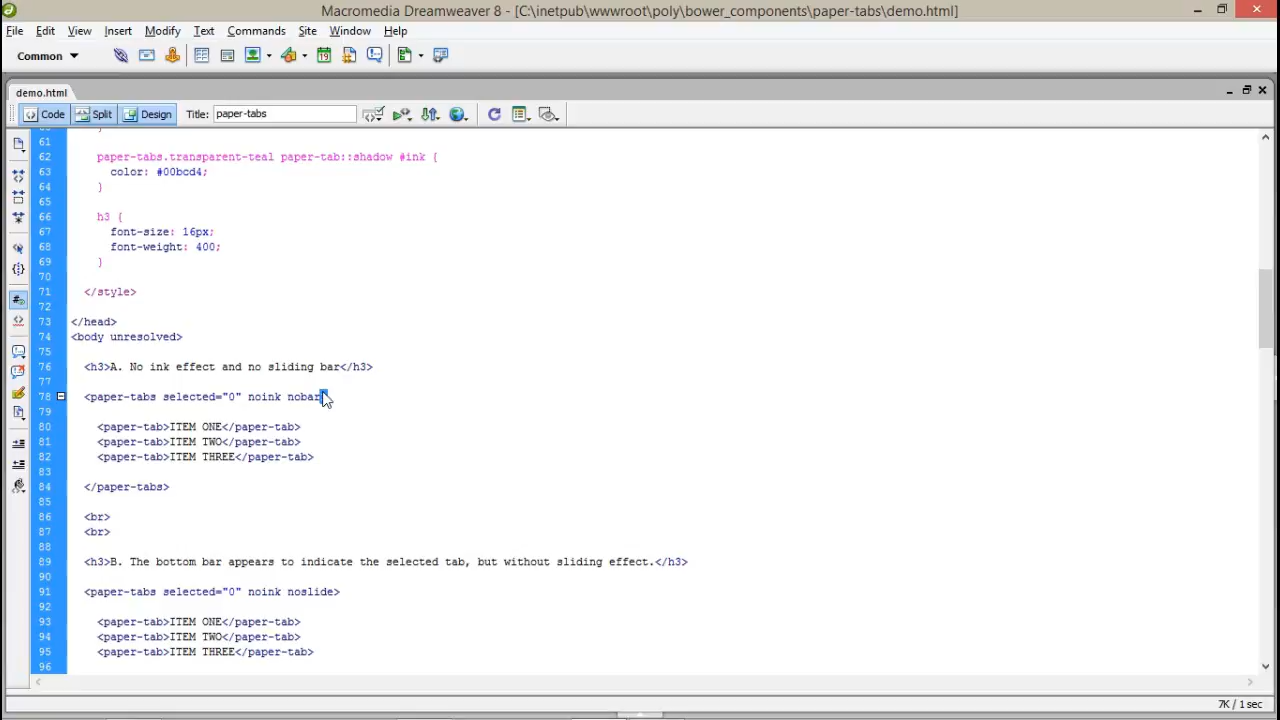 Macromedia Dreamweaver 8 - [C:\inetpub\wwwroot\poly\bower_components\paper-tabs\demo.html]
File Edit View Insert Modify Text Commands Site Window Help
Common
demo.html
Code Split Design Title: paper-tabs
61
62 paper-tabs.transparent-teal paper-tab::shadow #ink {
63 color: #00bcd4;
64 }
65
66 h3 {
67 font-size: 16px;
68 font-weight: 400;
69 }
70
71 </style>
72
73 </head>
74 <body unresolved>
75
76 <h3>A. No ink effect and no sliding bar</h3>
77
78 <paper-tabs selected="0" noink nobar
79
80 <paper-tab>ITEM ONE</paper-tab>
81 <paper-tab>ITEM TWO</paper-tab>
82 <paper-tab>ITEM THREE</paper-tab>
83
84 </paper-tabs>
85
86 <br>
87 <br>
88
89 <h3>B. The bottom bar appears to indicate the selected tab, but without sliding effect.</h3>
90
91 <paper-tabs selected="0" noink noslide>
92
93 <paper-tab>ITEM ONE</paper-tab>
94 <paper-tab>ITEM TWO</paper-tab>
95 <paper-tab>ITEM THREE</paper-tab>
96
7K / 1 sec